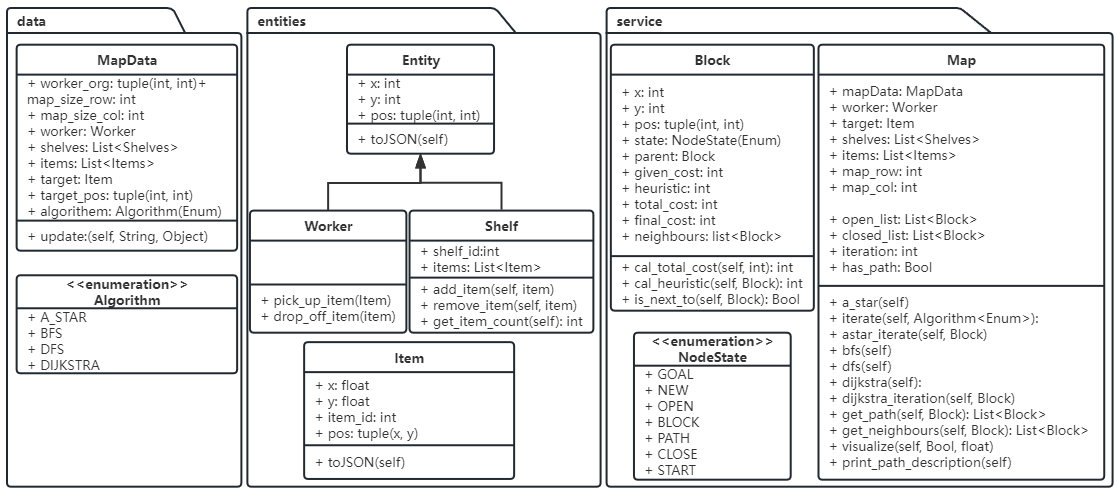 data
MapData
+ worker_org: tuple(int, int)+
map_size_row: int
+ map_size_col: int
+ worker: Worker
+ shelves: List<Shelves>
+ items: List<Items>
+ target: Item
+ target_pos: tuple(int, int)
+ algorithem: Algorithm(Enum)
+ update:(self, String, Object)
<<enumeration>>
Algorithm
+ A_STAR
+ BFS
+ DFS
+ DIJKSTRA
entities
Entity
+ x: int
+ y: int
+ pos: tuple(int, int)
+ toJSON(self)
Worker
+ pick_up_item(Item)
+ drop_off_item(item)
Shelf
+ shelf_id:int
+ items: List<Item>
+ add_item(self, item)
+ remove_item(self, item)
+ get_item_count(self): int
Item
+ x: float
+ y: float
+ item_id: int
+ pos: tuple(x, y)
+ toJSON(self)
service
Block
+ x: int
+ y: int
+ pos: tuple(int, int)
+ state: NodeState(Enum)
+ parent: Block
+ given_cost: int
+ heuristic: int
+ total_cost: int
+ final_cost: int
+ neighbours: list<Block>
+ cal_total_cost(self, int): int
+ cal_heuristic(self, Block): int
+ is_next_to(self, Block): Bool
<<enumeration>>
NodeState
+ GOAL
+ NEW
+ OPEN
+ BLOCK
+ PATH
+ CLOSE
+ START
Map
+ mapData: MapData
+ worker: Worker
+ target: Item
+ shelves: List<Shelves>
+ items: List<Items>
+ map_row: int
+ map_col: int
+ open_list: List<Block>
+ closed_list: List<Block>
+ iteration: int
+ has_path: Bool
+ a_star(self)
+ iterate(self, Algorithm<Enum>):
+ astar_iterate(self, Block)
+ bfs(self)
+ dfs(self)
+ dijkstra(self):
+ dijkstra_iteration(self, Block)
+ get_path(self, Block): List<Block>
+ get_neighbours(self, Block): List<Block>
+ visualize(self, Bool, float)
+ print_path_description(self)